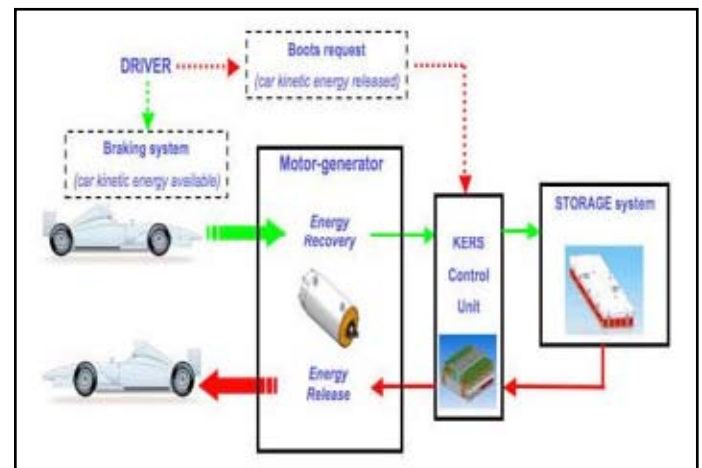 Boots request
(car kinetic energy released)
DRIVER
Braking system
(car kinetic energy available)
Motor-generator
Energy
Recovery
KERS
Control
Unit
STORAGE system
Energy
Release